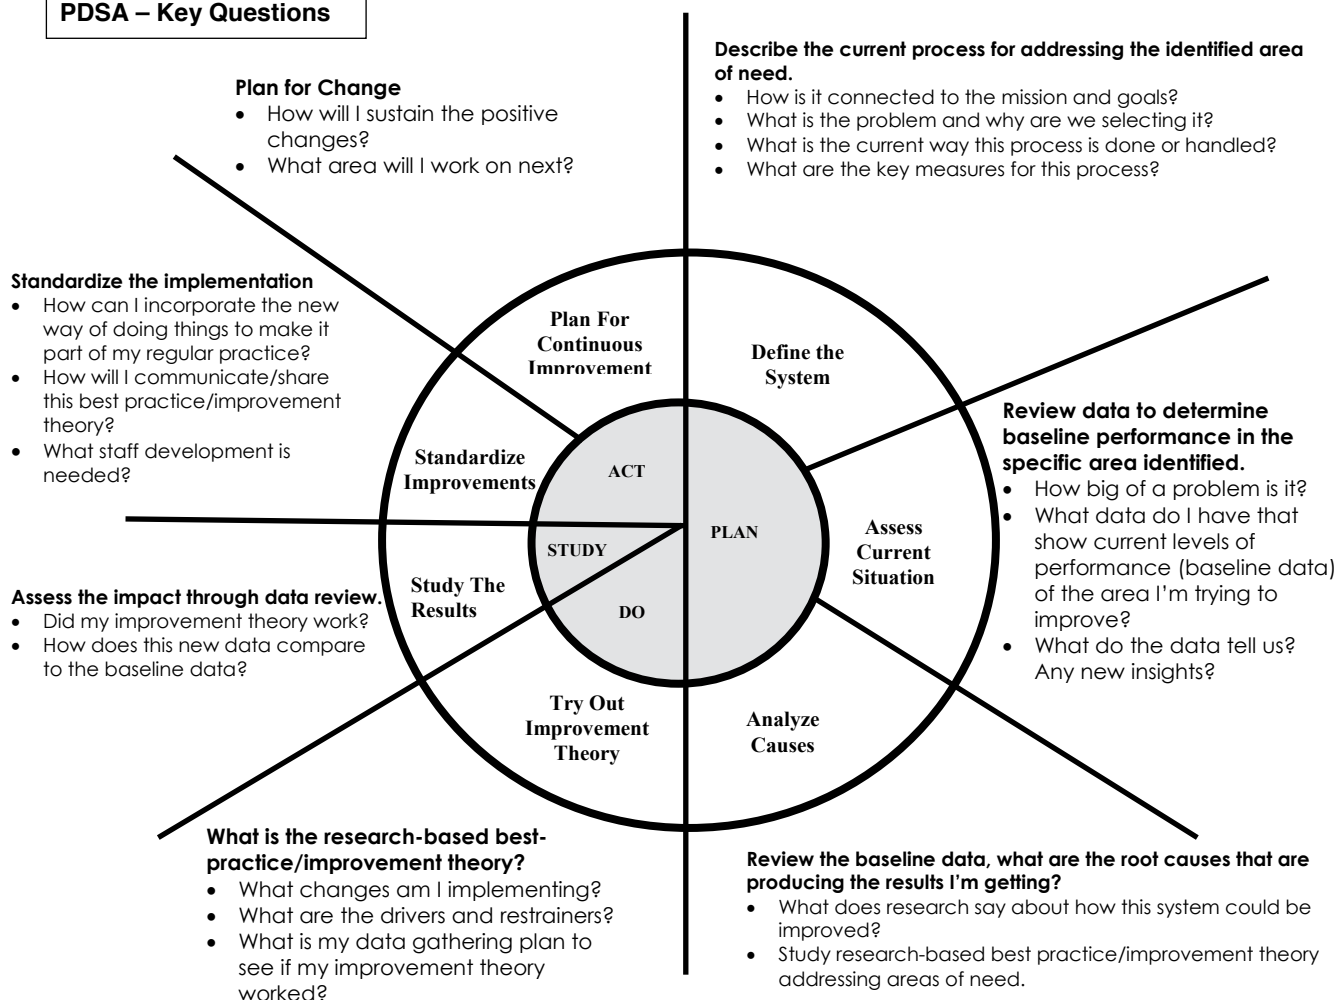 PDSA – Key Questions
Describe the current process for addressing the identified area
of need.
• How is it connected to the mission and goals?
• What is the problem and why are we selecting it?
• What is the current way this process is done or handled?
• What are the key measures for this process?
Plan for Change
• How will I sustain the positive
changes?
• What area will I work on next?
Standardize the implementation
• How can I incorporate the new
way of doing things to make it
part of my regular practice?
• How will I communicate/share
this best practice/improvement
theory?
• What staff development is
needed?
Plan For
Continuous
Improvement
Define the
System
Review data to determine
baseline performance in the
specific area identified.
• How big of a problem is it?
• What data do I have that
show current levels of
performance (baseline data)
of the area I’m trying to
improve?
• What do the data tell us?
Any new insights?
Standardize
Improvements
ACT
PLAN
STUDY
DO
Assess
Current
Situation
Study The
Results
Assess the impact through data review.
• Did my improvement theory work?
• How does this new data compare
to the baseline data?
Try Out
Improvement
Theory
Analyze
Causes
What is the research-based best-
practice/improvement theory?
• What changes am I implementing?
• What are the drivers and restrainers?
• What is my data gathering plan to
see if my improvement theory
worked?
Review the baseline data, what are the root causes that are
producing the results I’m getting?
• What does research say about how this system could be
improved?
• Study research-based best practice/improvement theory
addressing areas of need.